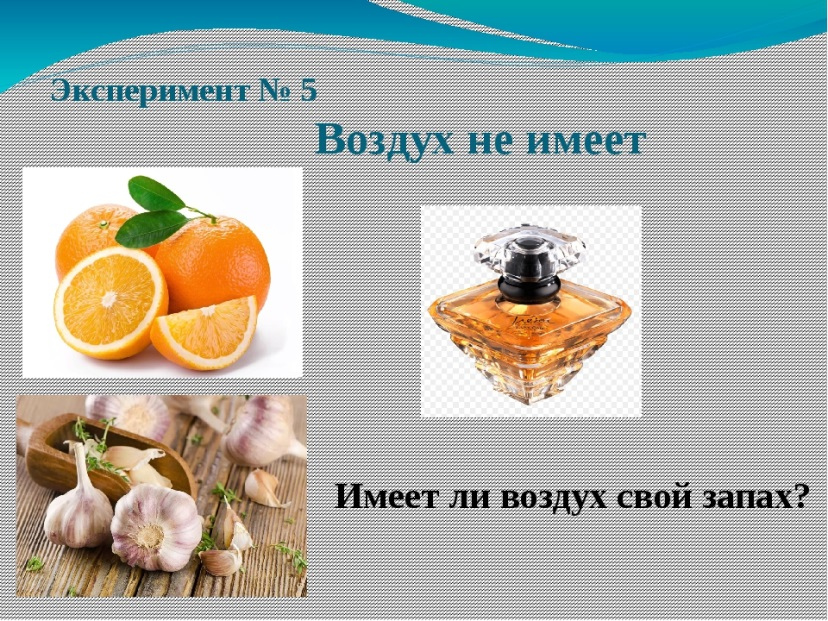 Эксперимент № 5
Воздух не имеет
Имеет ли воздух свой запах?